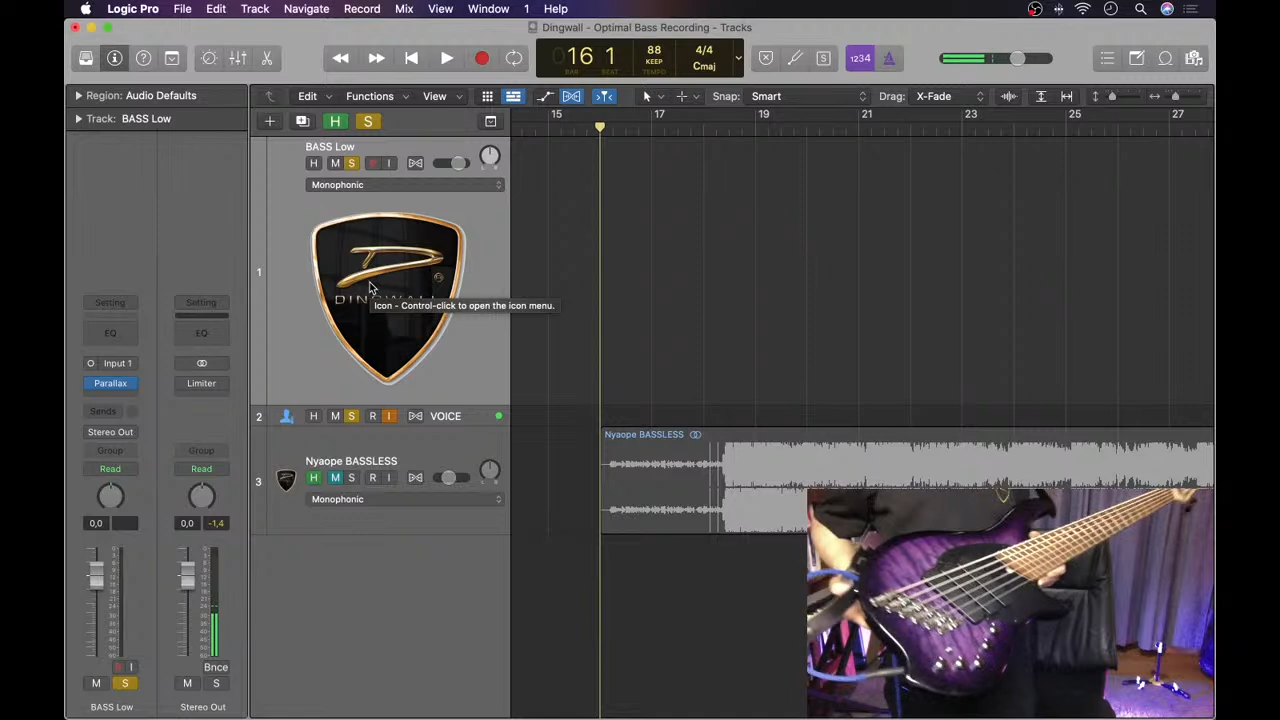 Logic Pro File Edit Track Navigate Record Mix View Window 1 Help
Dingwall - Optimal Bass Recording - Tracks
16 1 88 4/4
KEEP Cmaj
BAR BEAT TEMPO
S 1234
Region: Audio Defaults
Edit Functions View Snap: Smart Drag: X-Fade
Track: BASS Low
H S
15 17 19 21 23 25 27
BASS Low
H M S R I
Monophonic
1
DINGWALL
Icon - Control-click to open the icon menu.
Setting Setting
EQ EQ
Input 1
Parallax Limiter
Sends
Stereo Out
Group Group
Read Read
0,0 0,0 -1,4
2 H M S R I VOICE
Nyaope BASSLESS
Nyaope BASSLESS
3 H M S R I
Monophonic
R I Bnce
M S M S
BASS Low Stereo Out